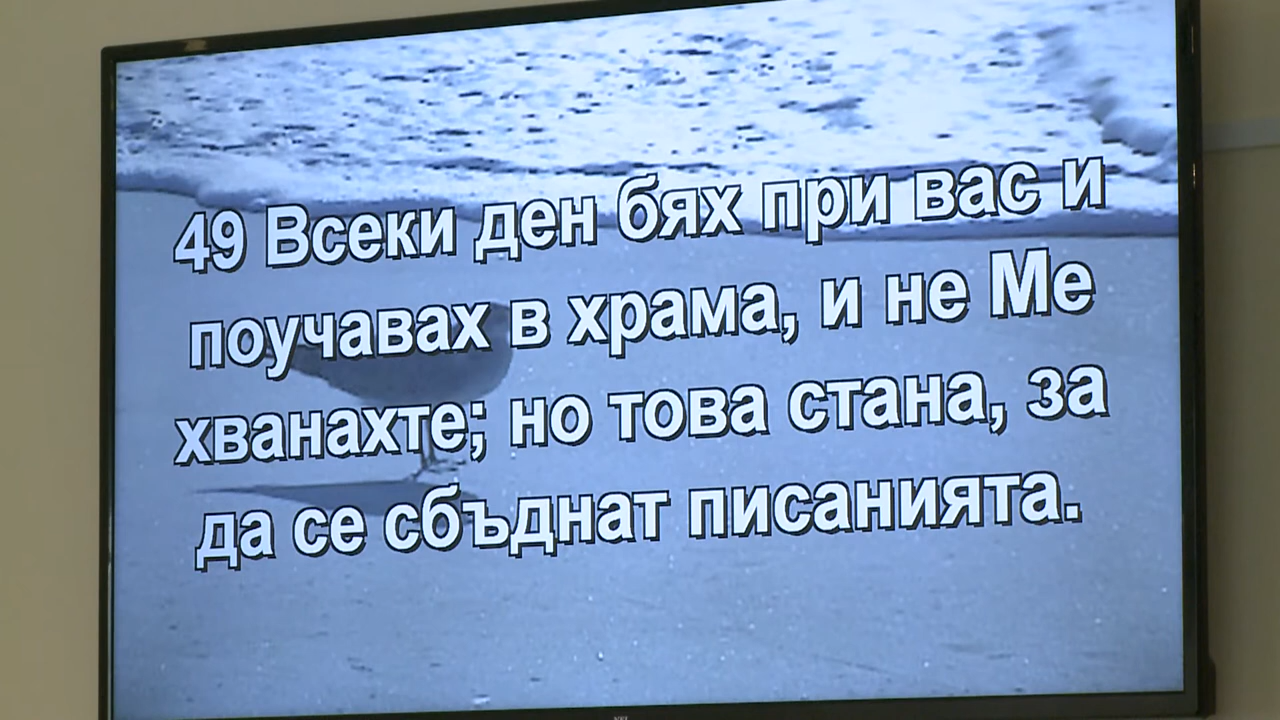 49 Всеки ден бях при вас и
поучавах в храма, и не Ме
хванахте; но това стана, за
да се сбъднат писанията.